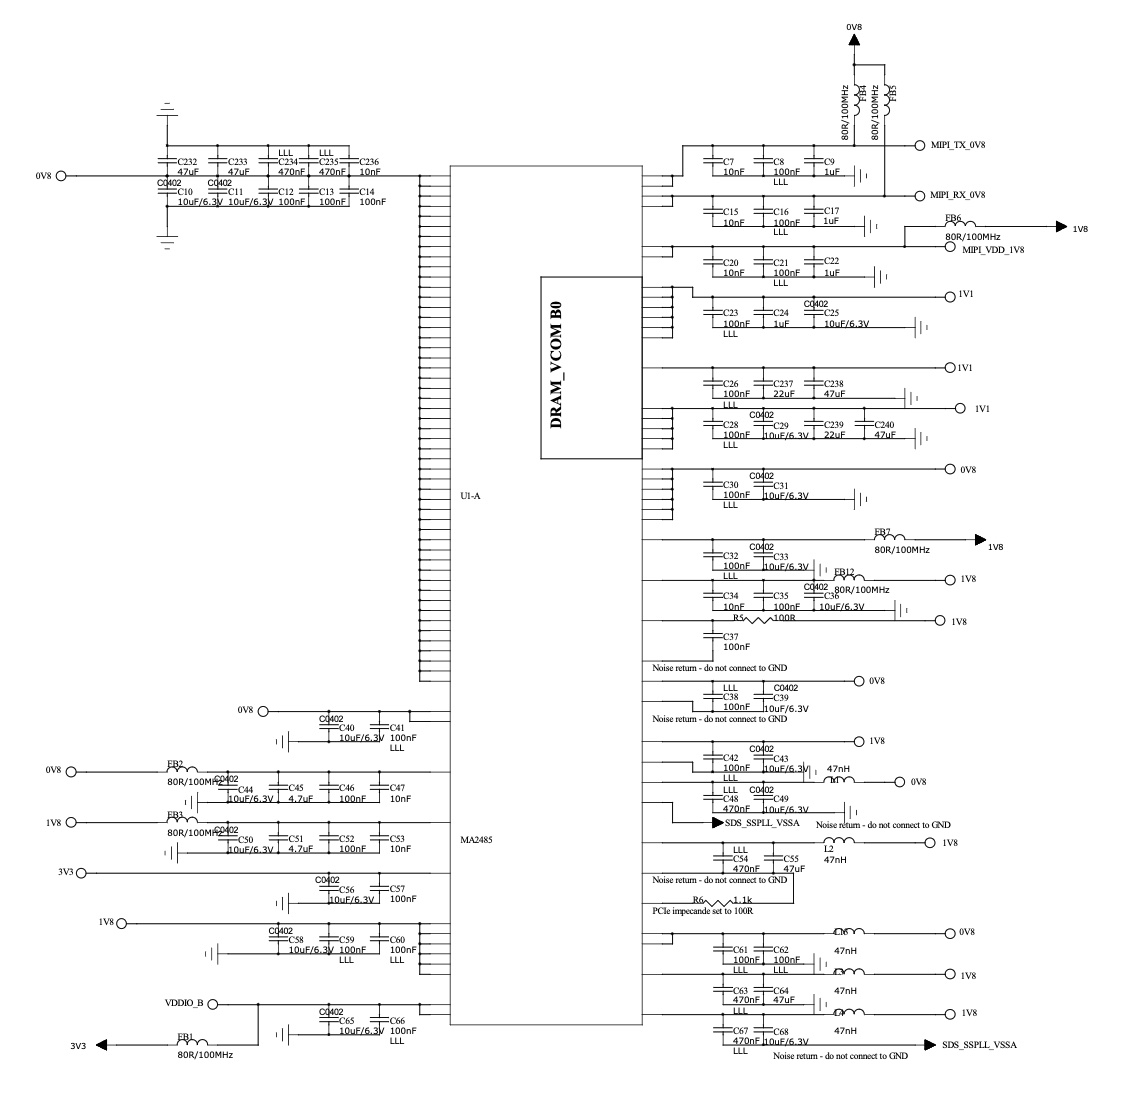 0V8
FB4
80R/100MHz
FB5
80R/100MHz
MIPI_TX_0V8
C7
10nF
C8
100nF
LLL
C9
1uF
MIPI_RX_0V8
C15
10nF
C16
100nF
LLL
C17
1uF
FB6
80R/100MHz
1V8
MIPI_VDD_1V8
C20
10nF
C21
100nF
LLL
C22
1uF
1V1
C23
100nF
LLL
C24
1uF
C0402
C25
10uF/6.3V
1V1
C26
100nF
LLL
C237
22uF
C238
47uF
1V1
C28
100nF
LLL
C0402
C29
10uF/6.3V
C239
22uF
C240
47uF
0V8
C30
100nF
LLL
C0402
C31
10uF/6.3V
FB7
80R/100MHz
1V8
C32
100nF
LLL
C0402
C33
10uF/6.3V
FB12
80R/100MHz
1V8
C34
10nF
C35
100nF
C0402
C36
10uF/6.3V
R5
100R
1V8
C37
100nF
Noise return - do not connect to GND
0V8
LLL
C38
100nF
C0402
C39
10uF/6.3V
Noise return - do not connect to GND
1V8
C42
100nF
LLL
C0402
C43
10uF/6.3V
47nH
0V8
LLL
C48
470nF
C0402
C49
10uF/6.3V
SDS_SSPLL_VSSA
Noise return - do not connect to GND
L2
47nH
1V8
LLL
C54
470nF
C55
47uF
Noise return - do not connect to GND
R6
1.1k
PCIe impecande set to 100R
0V8
47nH
C61
100nF
LLL
C62
100nF
LLL
1V8
47nH
C63
470nF
LLL
C64
47uF
1V8
47nH
C67
470nF
LLL
C68
10uF/6.3V
SDS_SSPLL_VSSA
Noise return - do not connect to GND
DRAM_VCOM B0
U1-A
MA2485
0V8
C232
47uF
C233
47uF
LLL
C234
470nF
LLL
C235
470nF
C236
10nF
C0402
C10
10uF/6.3V
C0402
C11
10uF/6.3V
C12
100nF
C13
100nF
C14
100nF
0V8
C0402
C40
10uF/6.3V
C41
100nF
LLL
0V8
FB2
80R/100MHz
C0402
C44
10uF/6.3V
C45
4.7uF
C46
100nF
C47
10nF
1V8
FB3
80R/100MHz
C0402
C50
10uF/6.3V
C51
4.7uF
C52
100nF
C53
10nF
3V3
C0402
C56
10uF/6.3V
C57
100nF
1V8
C0402
C58
10uF/6.3V
C59
100nF
LLL
C60
100nF
LLL
VDDIO_B
C0402
C65
10uF/6.3V
C66
100nF
LLL
3V3
FB1
80R/100MHz